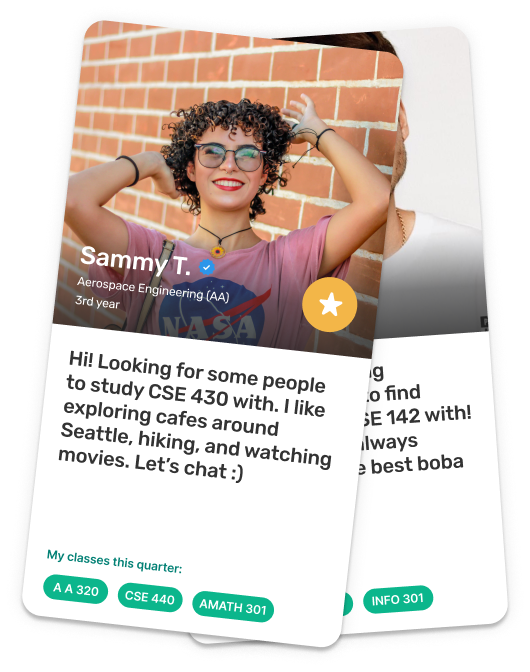 Sammy T.
Aerospace Engineering (AA)
3rd year
NASA
Hi! Looking for some people
to study CSE 430 with. I like
exploring cafes around
Seattle, hiking, and watching
movies. Let’s chat :)
My classes this quarter:
A A 320
CSE 440
AMATH 301
to find
142 with!
best boba
INFO 301